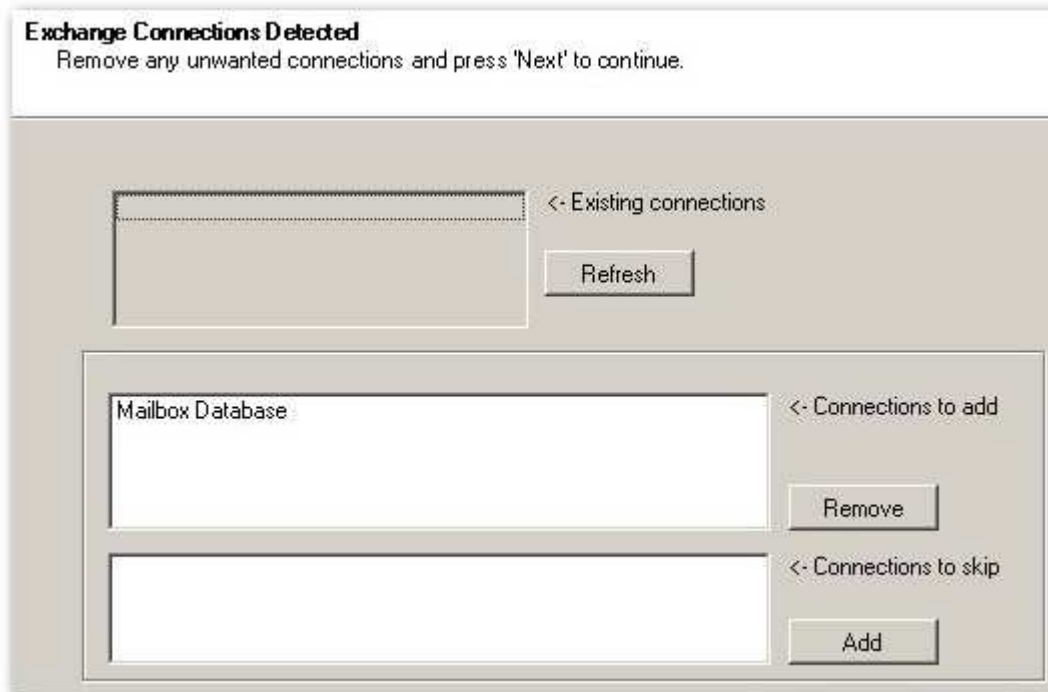 Exchange Connections Detected
Remove any unwanted connections and press 'Next' to continue.
<- Existing connections
Refresh
Mailbox Database
<- Connections to add
Remove
<- Connections to skip
Add